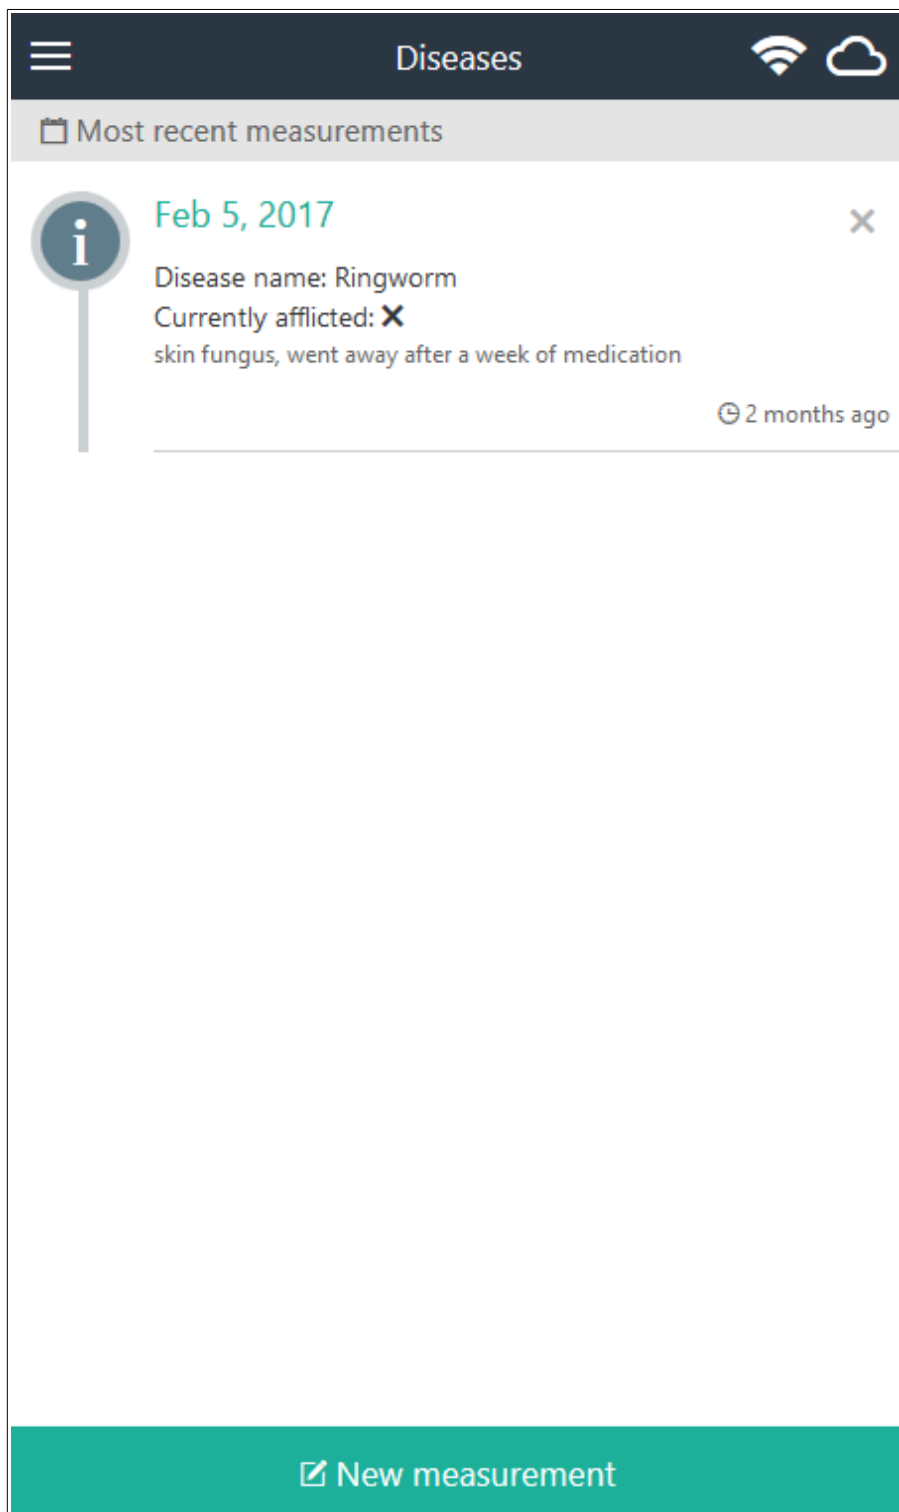 Diseases
Most recent measurements
Feb 5, 2017
Disease name: Ringworm
Currently afflicted:
skin fungus, went away after a week of medication
2 months ago
New measurement